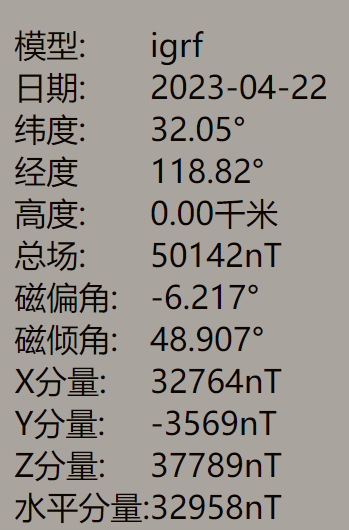 模型: igrf
日期: 2023-04-22
纬度: 32.05°
经度 118.82°
高度: 0.00千米
总场: 50142nT
磁偏角: -6.217°
磁倾角: 48.907°
X分量: 32764nT
Y分量: -3569nT
Z分量: 37789nT
水平分量:32958nT